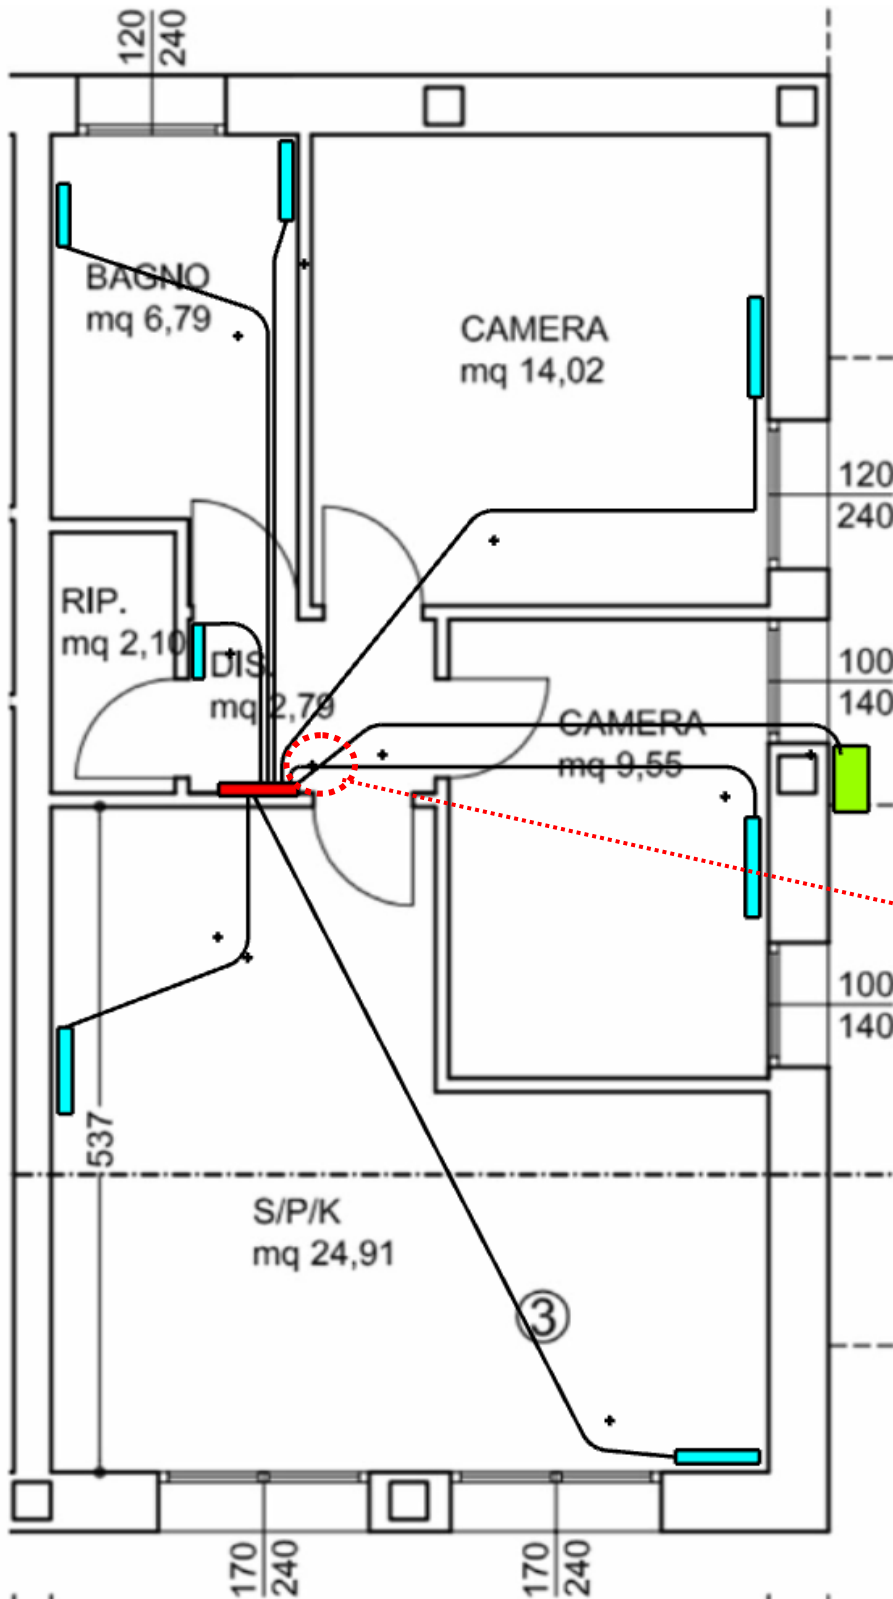 120
240
BAGNO
mq 6,79
CAMERA
mq 14,02
120
240
RIP.
mq 2,10
DIS.
mq 2,79
100
140
CAMERA
mq 9,55
100
140
537
S/P/K
mq 24,91
3
170
240
170
240